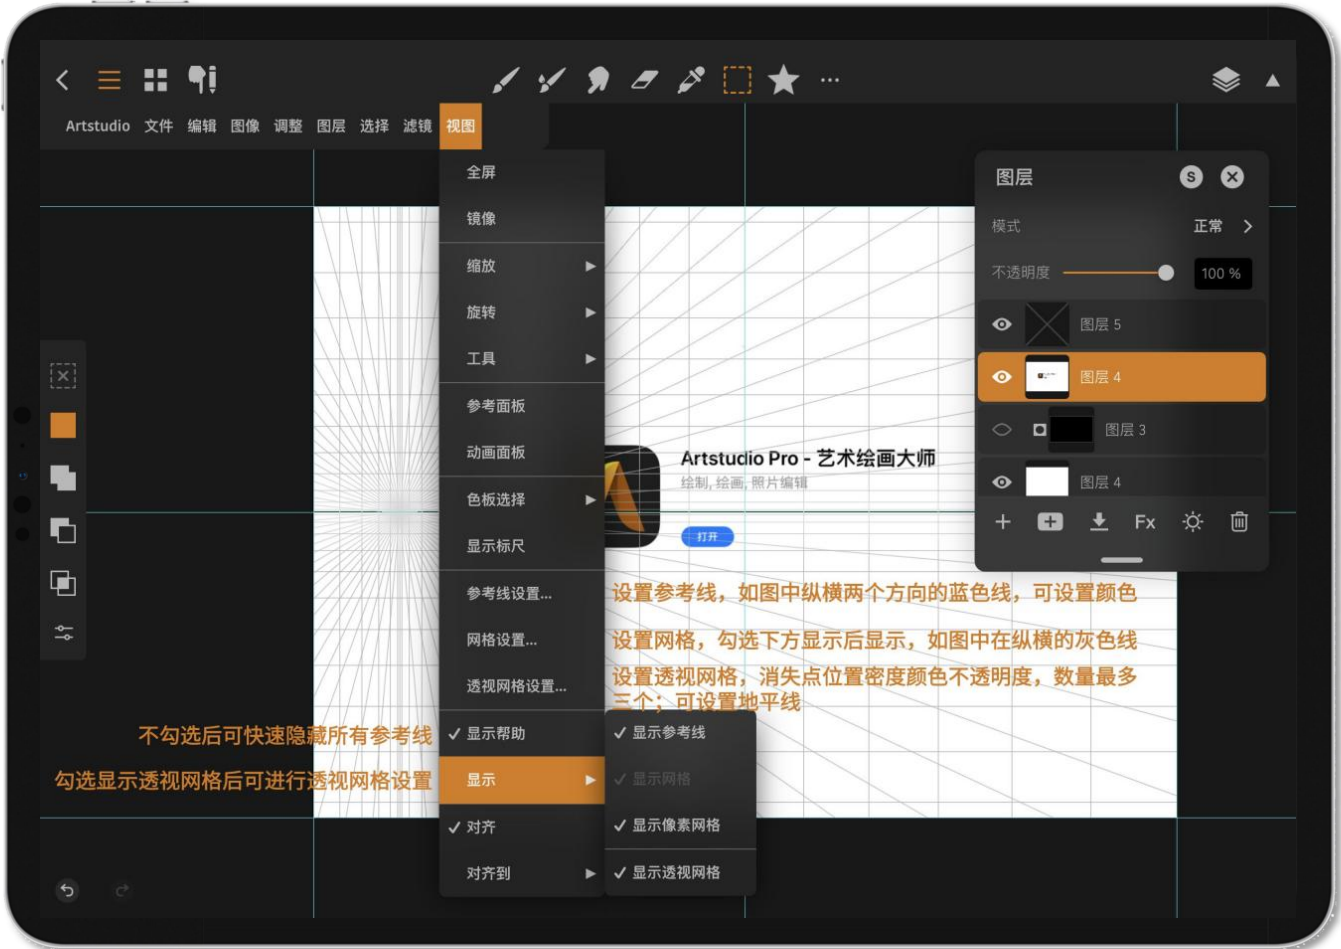 Artstudio 文件 编辑 图像 调整 图层 选择 滤镜 视图
全屏
镜像
缩放
旋转
工具
参考面板
动画面板
色板选择
显示标尺
参考线设置...
网格设置...
透视网格设置...
显示帮助
显示
对齐
对齐到
显示参考线
显示网格
显示像素网格
显示透视网格
图层
S
模式
正常
不透明度
100 %
图层 5
图层 4
图层 3
图层 4
Fx
Artstudio Pro - 艺术绘画大师
绘制, 绘画, 照片编辑
打开
设置参考线，如图中纵横两个方向的蓝色线，可设置颜色
设置网格，勾选下方显示后显示，如图中在纵横的灰色线
设置透视网格，消失点位置密度颜色不透明度，数量最多
三个；可设置地平线
不勾选后可快速隐藏所有参考线
勾选显示透视网格后可进行透视网格设置